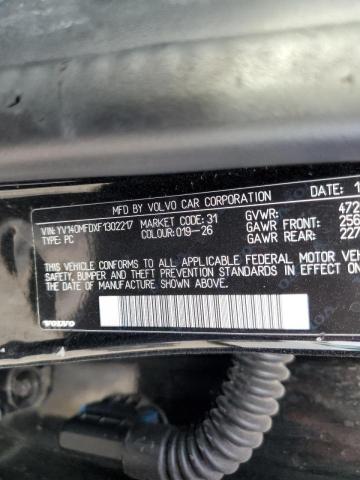 MFD BY VOLVO CAR CORPORATION DATE: 1
VIN: YV140MFDXF1302217 MARKET CODE: 31 GVWR: 472
TYPE: PC COLOUR: 019-26 GAWR FRONT: 256
GAWR REAR: 227
THIS VEHICLE CONFORMS TO ALL APPLICABLE FEDERAL MOTOR VEH
SAFETY, BUMPER AND THEFT PREVENTION STANDARDS IN EFFECT ON
THE DATE OF MANUFACTURE SHOWN ABOVE.
VOLVO